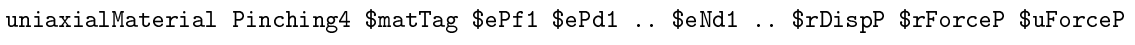 uniaxialMaterial Pinching4 $matTag $ePf1 $ePd1 .. $eNd1 .. $rDispP $rForceP $uForceP